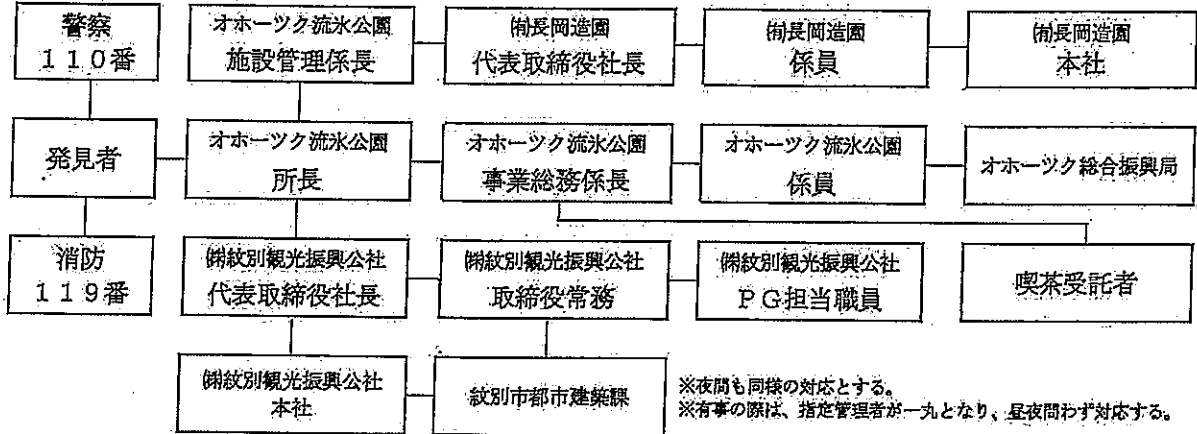 警察
１１０番
オホーツク流氷公園
施設管理係長
㈲長岡造園
代表取締役社長
㈲長岡造園
係員
㈲長岡造園
本社
発見者
オホーツク流氷公園
所長
オホーツク流氷公園
事業総務係長
オホーツク流氷公園
係員
オホーツク総合振興局
消防
１１９番
㈱紋別観光振興公社
代表取締役社長
㈱紋別観光振興公社
取締役常務
㈱紋別観光振興公社
ＰＧ担当職員
喫茶受託者
㈱紋別観光振興公社
本社
紋別市都市建築課
※夜間も同様の対応とする。
※有事の際は、指定管理者が一丸となり、昼夜問わず対応する。